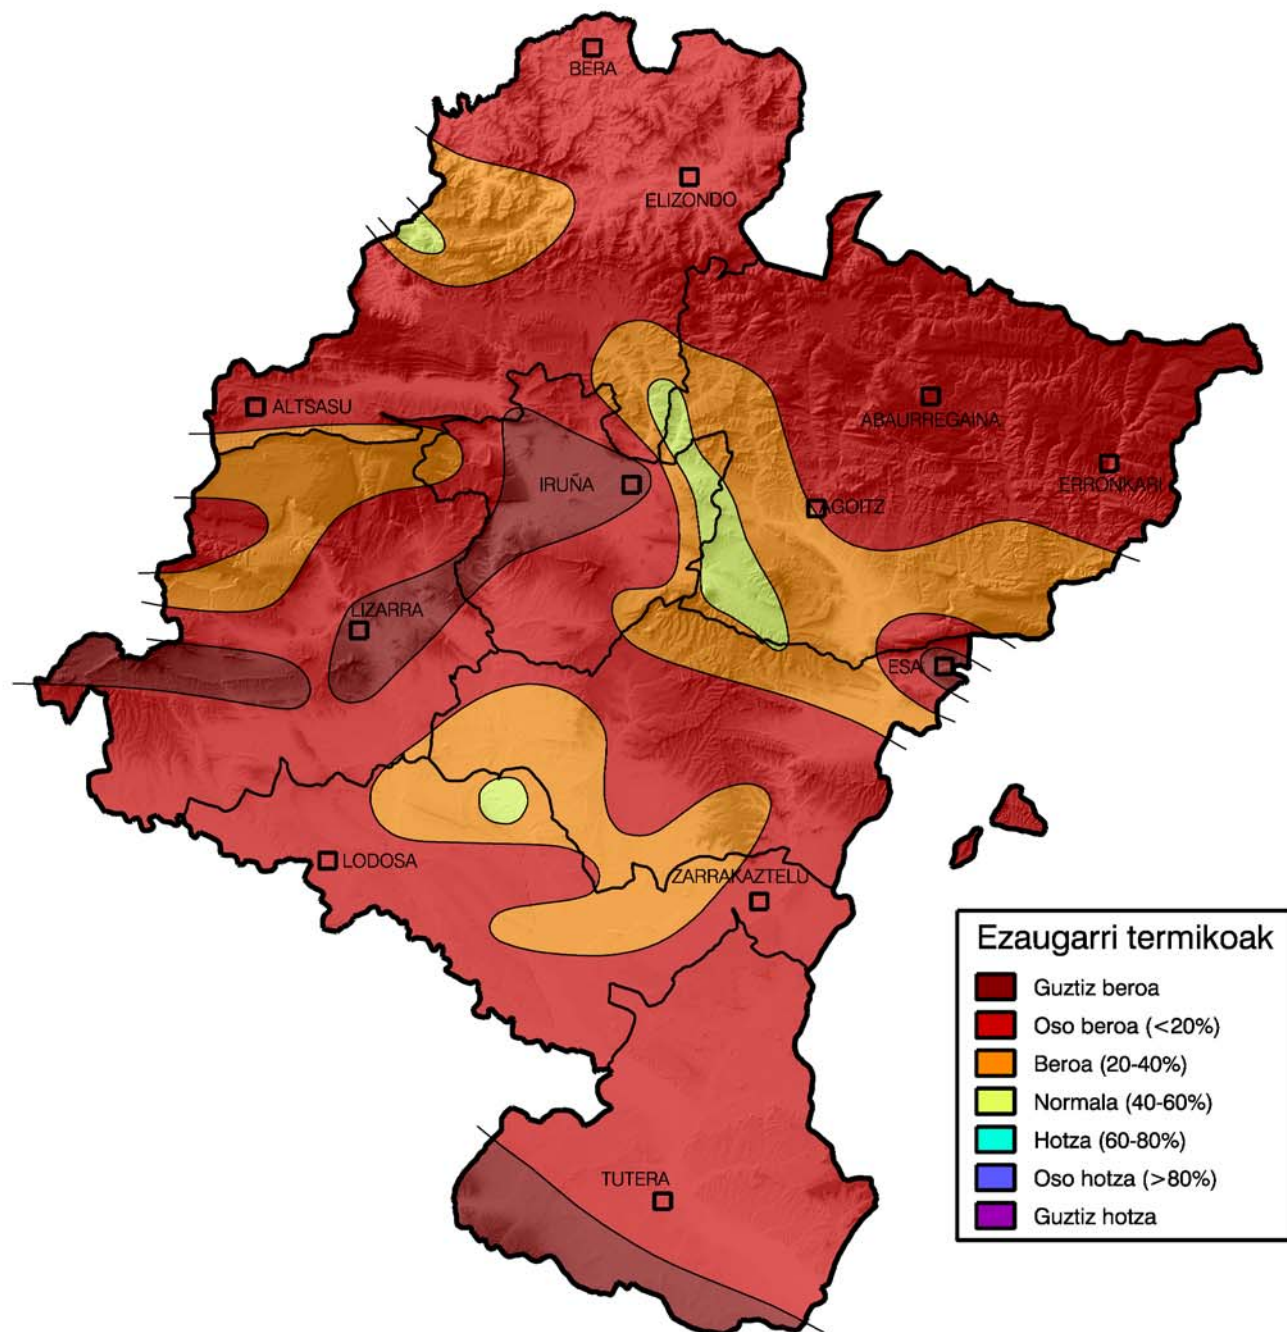 BERA
ELIZONDO
ALTSASU
ABAURREGAINA
IRUÑA
ERRONKARI
AGOITZ
LIZARRA
ESA
LODOSA
ZARRAKAZTELU
TUTERA
Ezaugarri termikoak
Guztiz beroa
Oso beroa (<20%)
Beroa (20-40%)
Normala (40-60%)
Hotza (60-80%)
Oso hotza (>80%)
Guztiz hotza